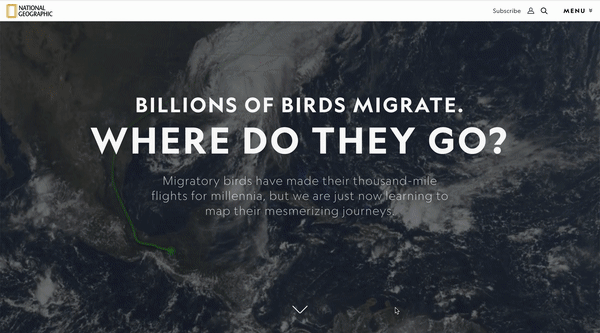 NATIONAL
GEOGRAPHIC
Subscribe
MENU
BILLIONS OF BIRDS MIGRATE.
WHERE DO THEY GO?
Migratory birds have made their thousand-mile
flights for millennia, but we are just now learning to
map their mesmerizing journeys.